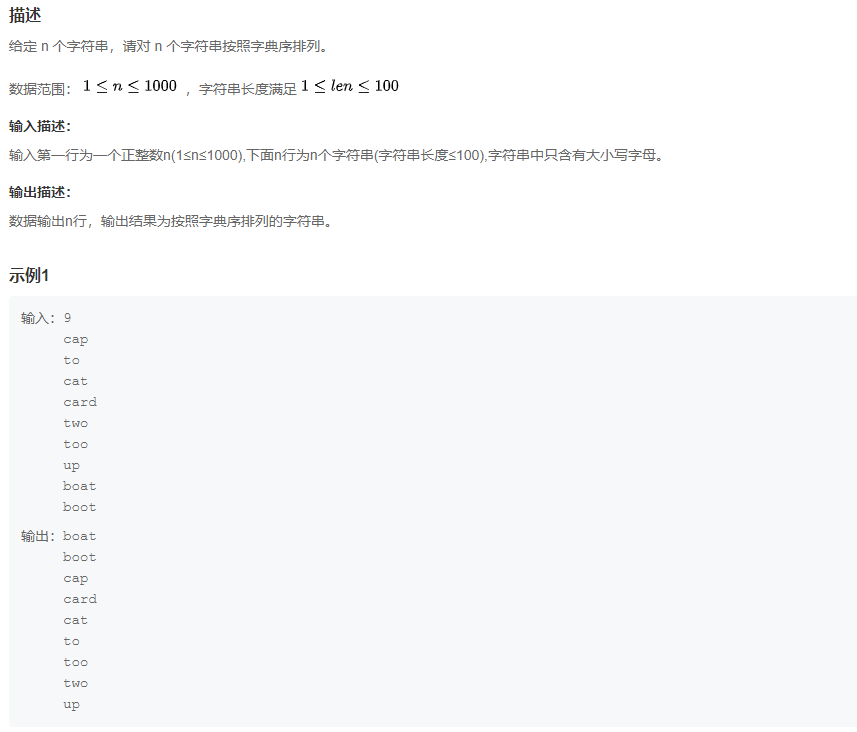 描述
给定 n 个字符串，请对 n 个字符串按照字典序排列。
数据范围： 1 ≤ n ≤ 1000 ，字符串长度满足 1 ≤ len ≤ 100
输入描述：
输入第一行为一个正整数n(1≤n≤1000),下面n行为n个字符串(字符串长度≤100),字符串中只含有大小写字母。
输出描述：
数据输出n行，输出结果为按照字典序排列的字符串。
示例1
输入：9
cap
to
cat
card
two
too
up
boat
boot
输出：boat
boot
cap
card
cat
to
too
two
up